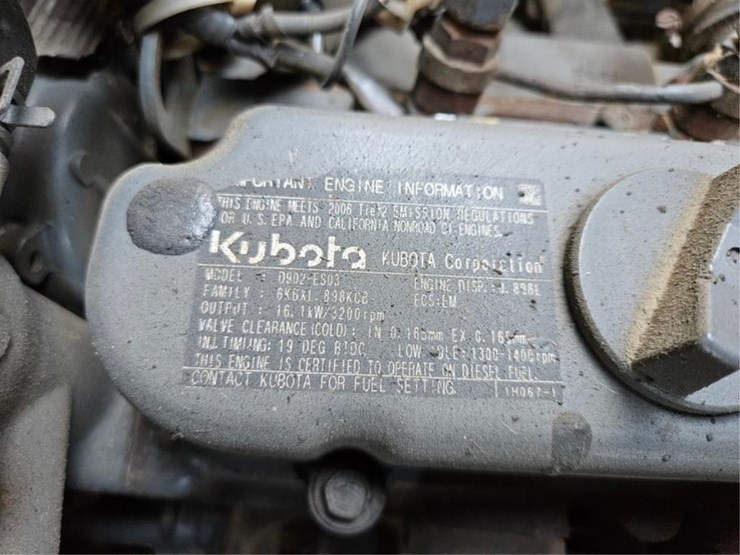 IMPORTANT ENGINE INFORMATION
THIS ENGINE MEETS 2006 Tier2 EMISSION REGULATIONS
FOR U.S. EPA AND CALIFORNIA NONROAD CI ENGINES.
Kubota KUBOTA Corporation
MODEL : D902-ES03 ENGINE DISP.: 0.898L
FAMILY : ECS:EM
OUTPUT : 16.1kW/3200rpm
VALVE CLEARANCE(COLD): IN 0.165mm EX 0.165mm
INJ.TIMING: 19 DEG BTDC LOW IDLE:1300-1400rpm
THIS ENGINE IS CERTIFIED TO OPERATE ON DIESEL FUEL.
CONTACT KUBOTA FOR FUEL SETTING. 1H067-1